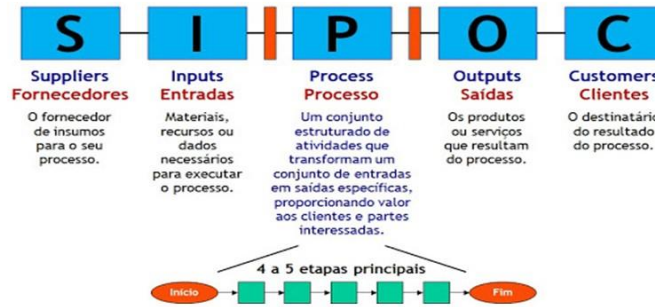 S I P O C
Suppliers
Fornecedores
O fornecedor
de insumos
para o seu
processo.
Inputs
Entradas
Materiais,
recursos ou
dados
necessários
para executar
o processo.
Process
Processo
Um conjunto
estruturado de
atividades que
transformam um
conjunto de entradas
em saídas específicas,
proporcionando valor
aos clientes e partes
interessadas.
Outputs
Saídas
Os produtos
ou serviços
que resultam
do processo.
Customers
Clientes
O destinatário
do resultado
do processo.
4 a 5 etapas principais
Início
Fim